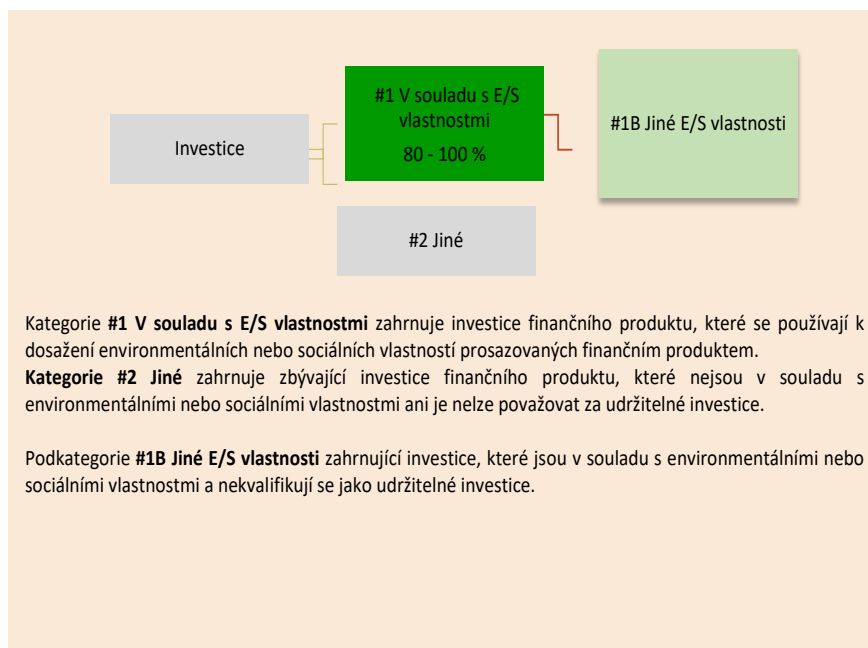 #1 V souladu s E/S
vlastnostmi
80 - 100 %
#1B Jiné E/S vlastnosti
Investice
#2 Jiné
Kategorie #1 V souladu s E/S vlastnostmi zahrnuje investice finančního produktu, které se používají k
dosažení environmentálních nebo sociálních vlastností prosazovaných finančním produktem.
Kategorie #2 Jiné zahrnuje zbývající investice finančního produktu, které nejsou v souladu s
environmentálními nebo sociálními vlastnostmi ani je nelze považovat za udržitelné investice.
Podkategorie #1B Jiné E/S vlastnosti zahrnující investice, které jsou v souladu s environmentálními nebo
sociálními vlastnostmi a nekvalifikují se jako udržitelné investice.